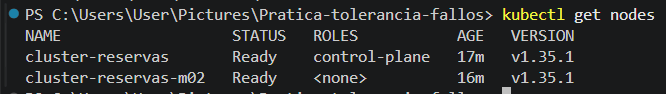 PS C:\Users\User\Pictures\Pratica-tolerancia-fallos> kubectl get nodes
NAME STATUS ROLES AGE VERSION
cluster-reservas Ready control-plane 17m v1.35.1
cluster-reservas-m02 Ready <none> 16m v1.35.1